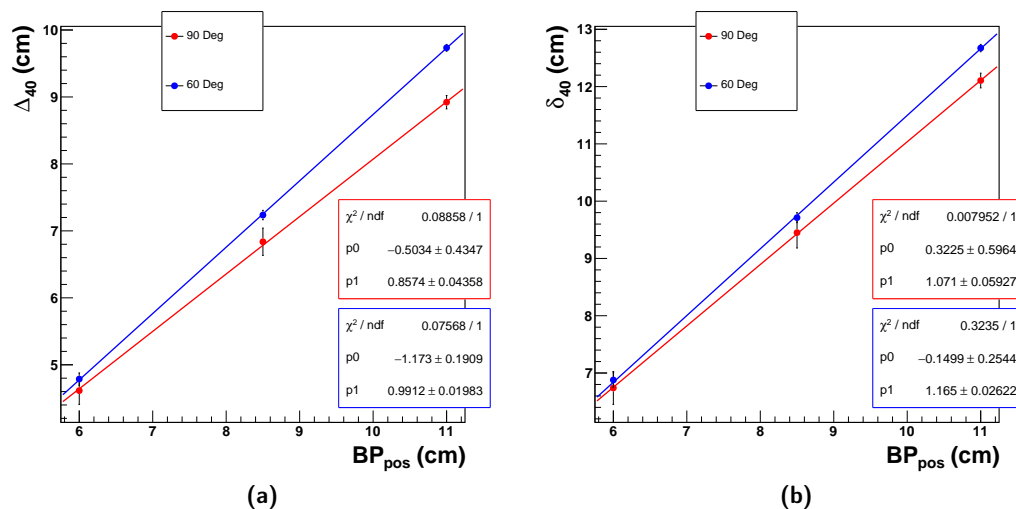 Δ40 (cm)
10
9
8
7
6
5
90 Deg
60 Deg
χ2 / ndf 0.08858 / 1
p0 −0.5034 ± 0.4347
p1 0.8574 ± 0.04358
χ2 / ndf 0.07568 / 1
p0 −1.173 ± 0.1909
p1 0.9912 ± 0.01983
6 7 8 9 10 11
BPpos (cm)
(a)
δ40 (cm)
13
12
11
10
9
8
7
90 Deg
60 Deg
χ2 / ndf 0.007952 / 1
p0 0.3225 ± 0.5964
p1 1.071 ± 0.05927
χ2 / ndf 0.3235 / 1
p0 −0.1499 ± 0.2544
p1 1.165 ± 0.02622
6 7 8 9 10 11
BPpos (cm)
(b)